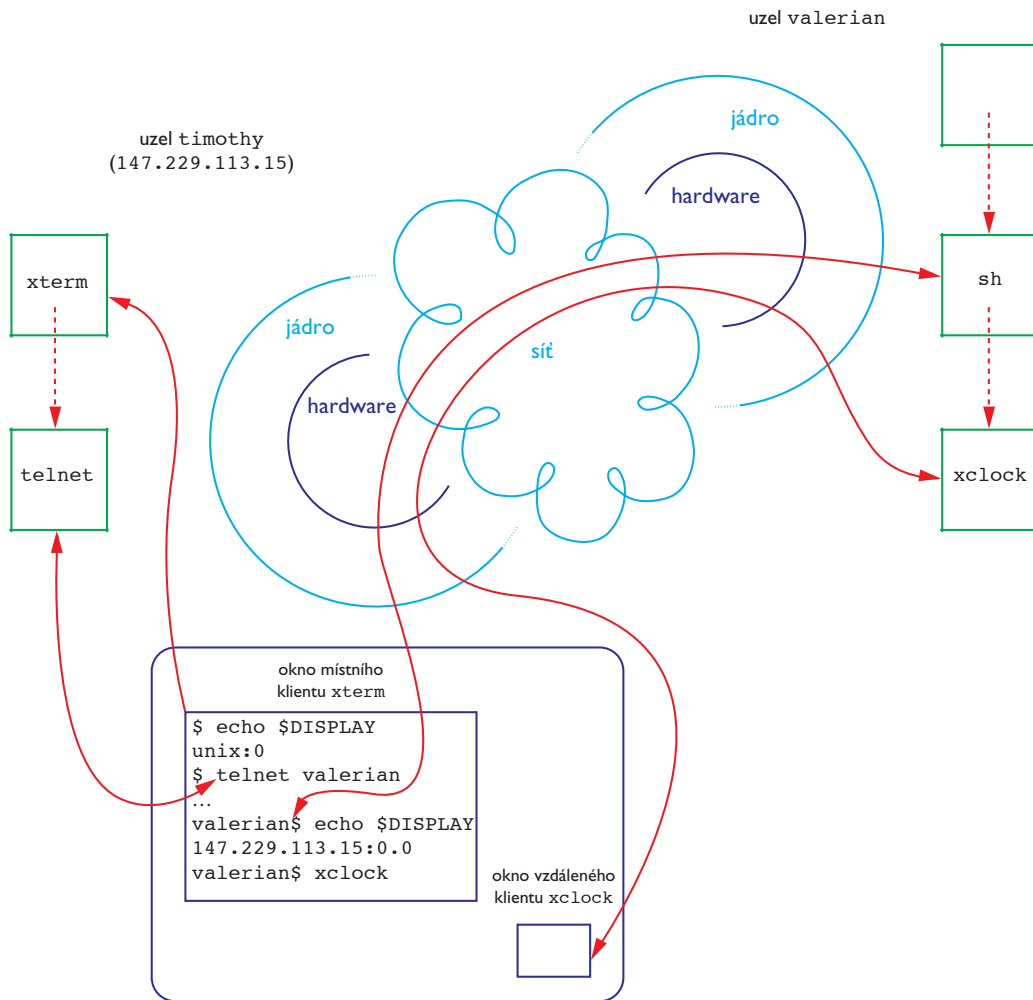 uzel valerian
uzel timothy
(147.229.113.15)
jádro
hardware
xterm
sh
jádro
síť
hardware
telnet
xclock
okno místního
klientu xterm
$ echo $DISPLAY
unix:0
$ telnet valerian
...
valerian$ echo $DISPLAY
147.229.113.15:0.0
valerian$ xclock
okno vzdáleného
klientu xclock